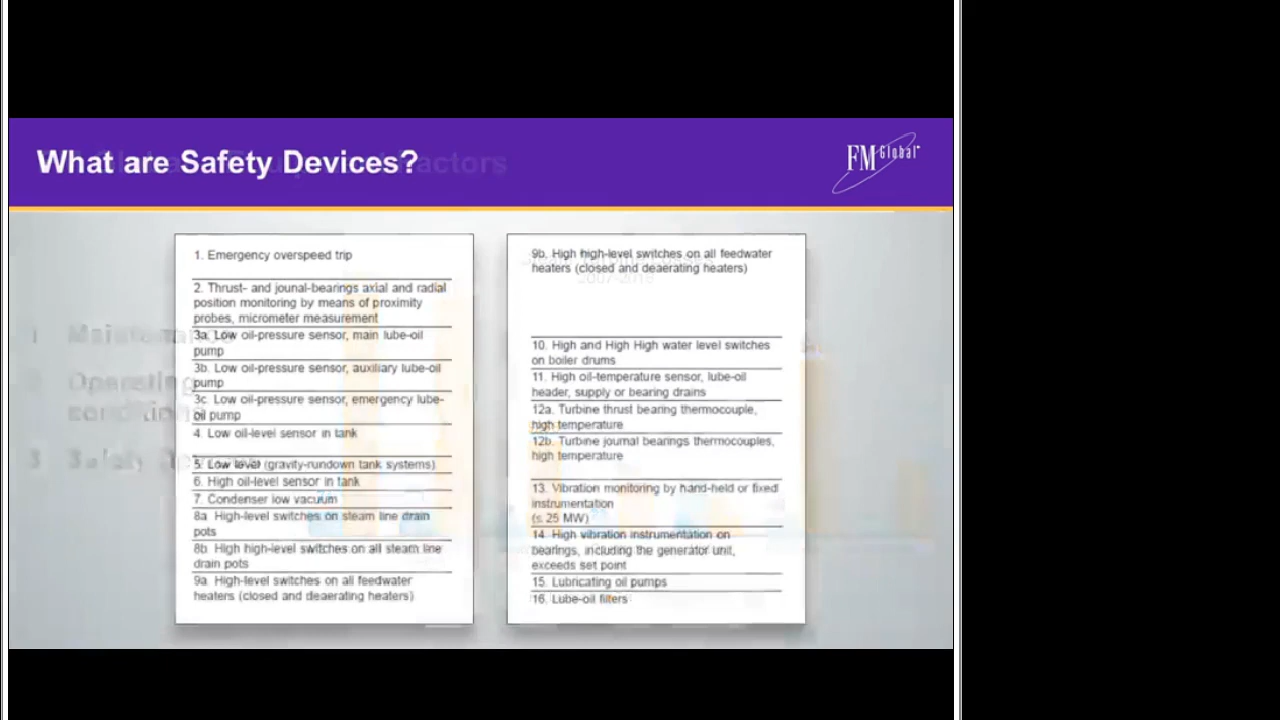 What are Safety Devices?
FM Global
1. Emergency overspeed trip
2. Thrust- and jounal-bearings axial and radial
position monitoring by means of proximity
probes, micrometer measurement
3a. Low oil-pressure sensor, main lube-oil
pump
3b. Low oil-pressure sensor, auxiliary lube-oil
pump
3c. Low oil-pressure sensor, emergency lube-
oil pump
4. Low oil-level sensor in tank
5. Low level (gravity-rundown tank systems)
6. High oil-level sensor in tank
7. Condenser low vacuum
8a. High-level switches on steam line drain
pots
8b. High high-level switches on all steam line
drain pots
9a. High-level switches on all feedwater
heaters (closed and deaerating heaters)
9b. High high-level switches on all feedwater
heaters (closed and deaerating heaters)
10. High and High High water level switches
on boiler drums
11. High oil-temperature sensor, lube-oil
header, supply or bearing drains
12a. Turbine thrust bearing thermocouple,
high temperature
12b. Turbine journal bearings thermocouples,
high temperature
13. Vibration monitoring by hand-held or fixed
instrumentation
(≤ 25 MW)
14. High vibration instrumentation on
bearings, including the generator unit,
exceeds set point
15. Lubricating oil pumps
16. Lube-oil filters
Operating